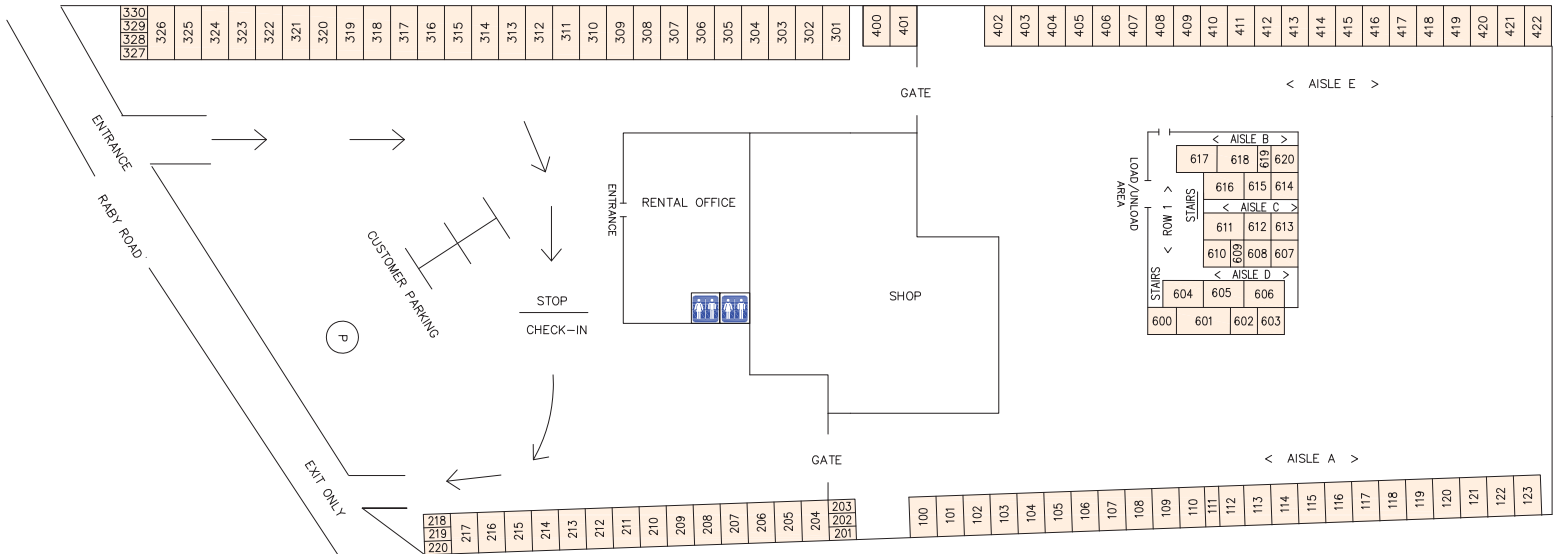 330
329
328
327
326 325 324 323 322 321 320 319 318 317 316 315 314 313 312 311 310 309 308 307 306 305 304 303 302 301
400 401
402 403 404 405 406 407 408 409 410 411 412 413 414 415 416 417 418 419 420 421 422
GATE
< AISLE E >
ENTRANCE
RABY ROAD
CUSTOMER PARKING
P
STOP
CHECK-IN
ENTRANCE
RENTAL OFFICE
SHOP
LOAD/UNLOAD
AREA
< ROW 1 >
STAIRS
STAIRS
< AISLE B >
617 618 619 620
616 615 614
< AISLE C >
611 612 613
610 609 608 607
< AISLE D >
604 605 606
600 601 602 603
EXIT ONLY
GATE
< AISLE A >
218
219
220
217 216 215 214 213 212 211 210 209 208 207 206 205 204
203
202
201
100 101 102 103 104 105 106 107 108 109 110 111 112 113 114 115 116 117 118 119 120 121 122 123